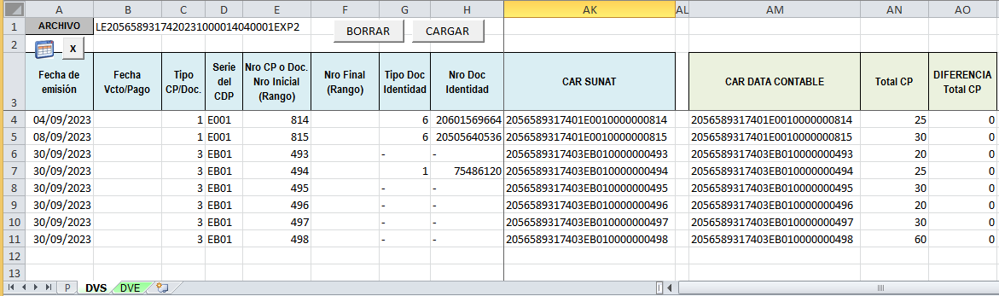 A B C D E F G H AK AL AM AN AO
1 ARCHIVO LE2056589317420231000014040001EXP2 BORRAR CARGAR
2 X
3 Fecha de emisión Fecha Vcto/Pago Tipo CP/Doc. Serie del CDP Nro CP o Doc. Nro Inicial (Rango) Nro Final (Rango) Tipo Doc Identidad Nro Doc Identidad CAR SUNAT CAR DATA CONTABLE Total CP DIFERENCIA Total CP
4 04/09/2023 1 E001 814 6 20601569664 2056589317401E0010000000814 2056589317401E0010000000814 25 0
5 08/09/2023 1 E001 815 6 20505640536 2056589317401E0010000000815 2056589317401E0010000000815 30 0
6 30/09/2023 3 EB01 493 - - 2056589317403EB010000000493 2056589317403EB010000000493 20 0
7 30/09/2023 3 EB01 494 1 75486120 2056589317403EB010000000494 2056589317403EB010000000494 25 0
8 30/09/2023 3 EB01 495 - - 2056589317403EB010000000495 2056589317403EB010000000495 30 0
9 30/09/2023 3 EB01 496 - - 2056589317403EB010000000496 2056589317403EB010000000496 20 0
10 30/09/2023 3 EB01 497 - - 2056589317403EB010000000497 2056589317403EB010000000497 30 0
11 30/09/2023 3 EB01 498 - - 2056589317403EB010000000498 2056589317403EB010000000498 60 0
12
13
P DVS DVE